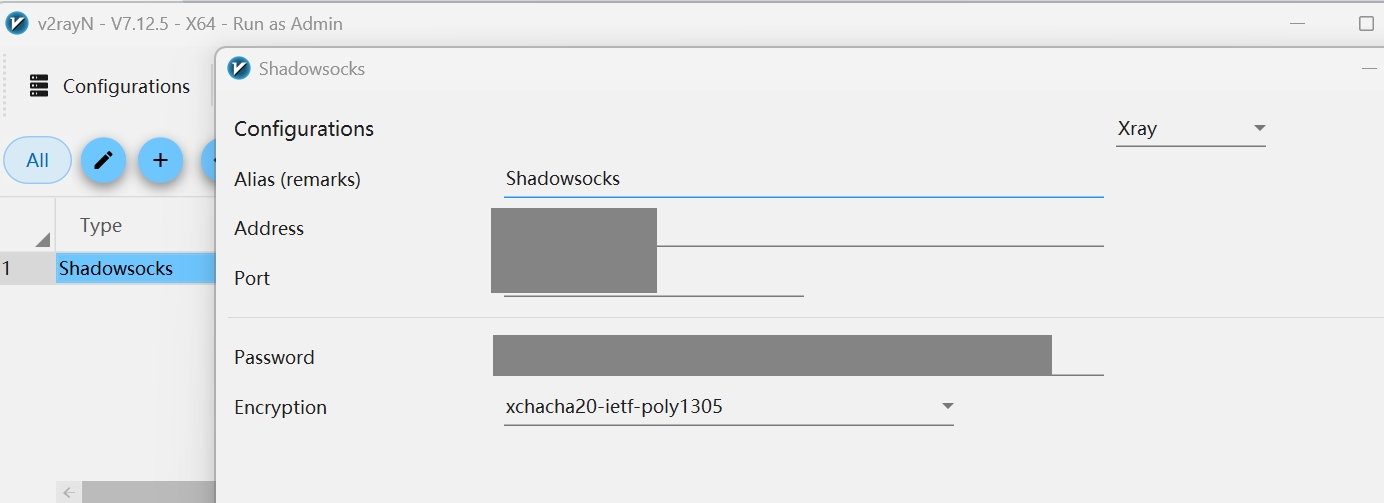 v2rayN - V7.12.5 - X64 - Run as Admin
Shadowsocks
Configurations
Configurations
Xray
All
Alias (remarks)
Shadowsocks
Type
Address
1
Shadowsocks
Port
Password
Encryption
xchacha20-ietf-poly1305